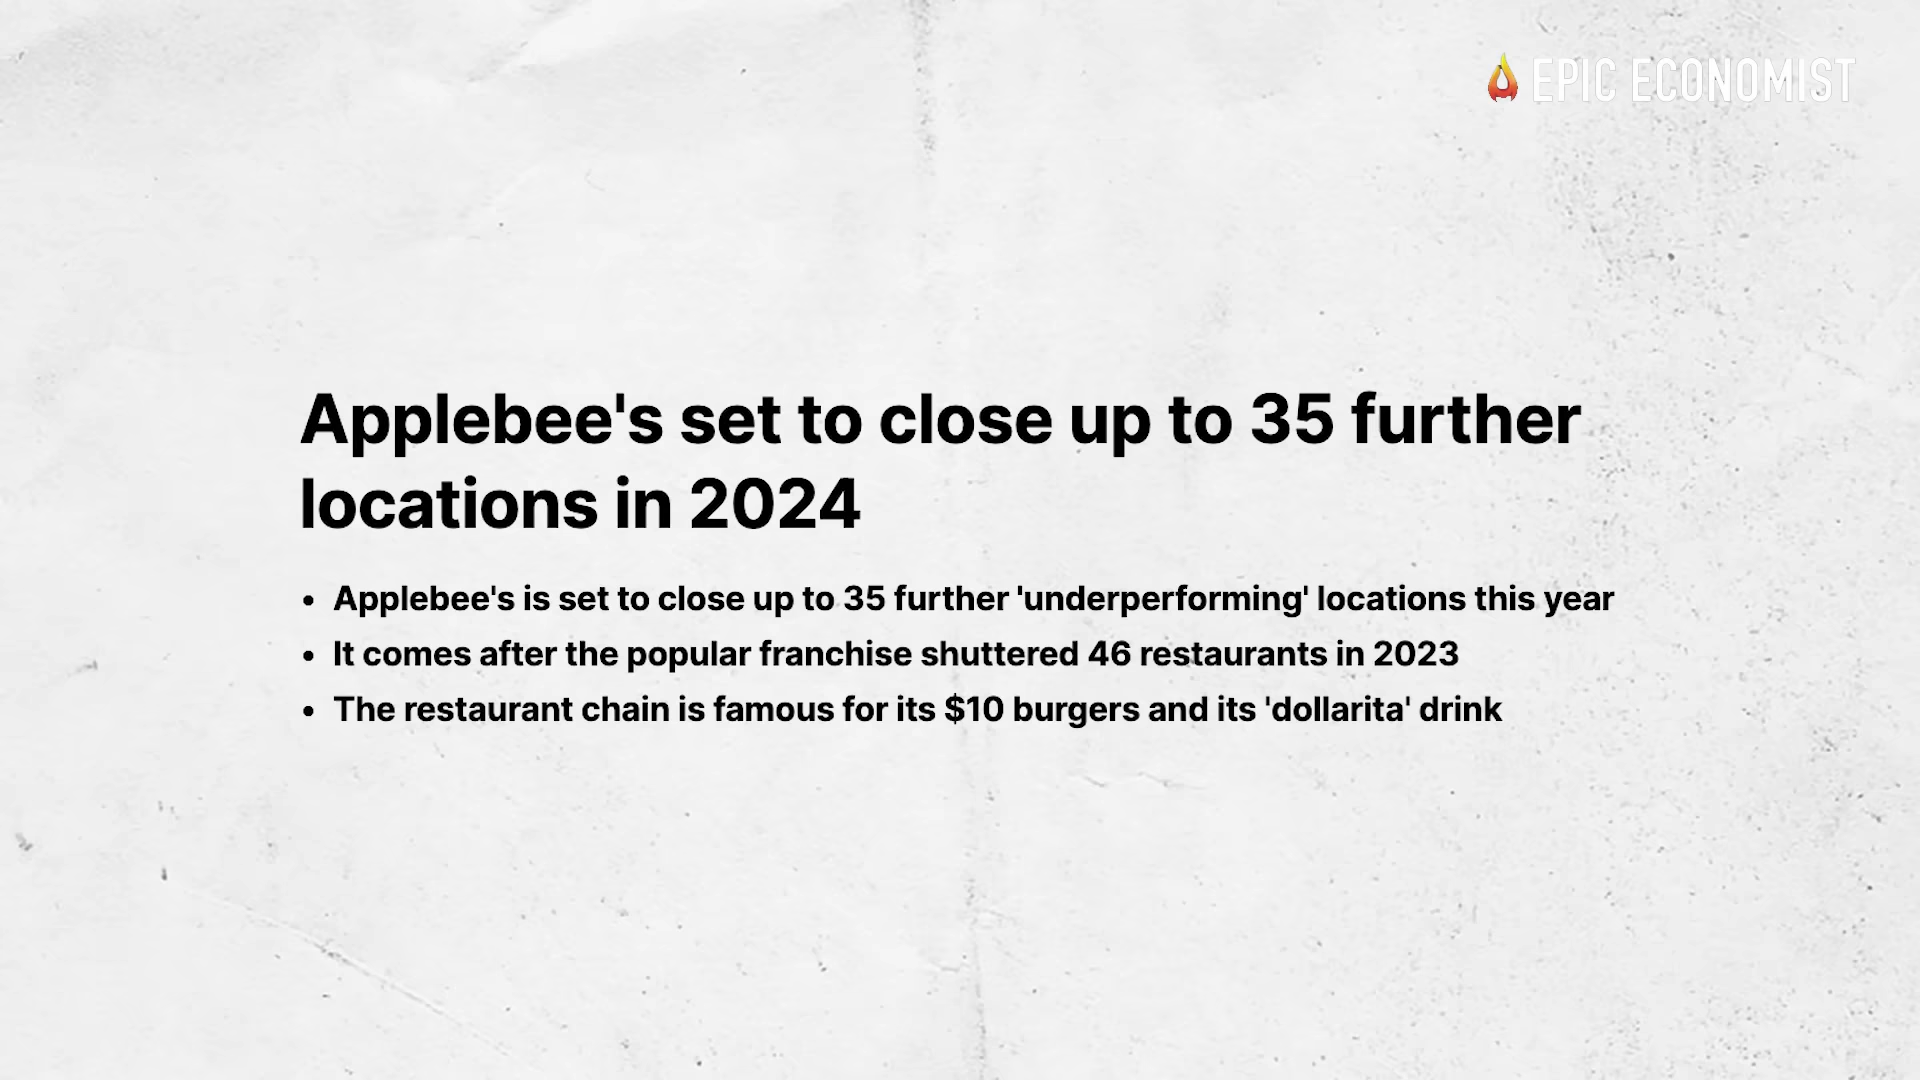 EPIC ECONOMIST
Applebee's set to close up to 35 further
locations in 2024
• Applebee's is set to close up to 35 further 'underperforming' locations this year
• It comes after the popular franchise shuttered 46 restaurants in 2023
• The restaurant chain is famous for its $10 burgers and its 'dollarita' drink